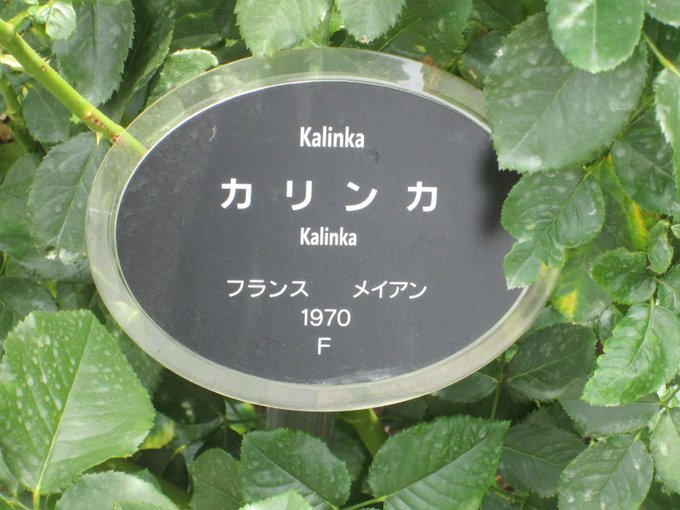 Kalinka
カリンカ
Kalinka
フランス　メイアン
1970
F